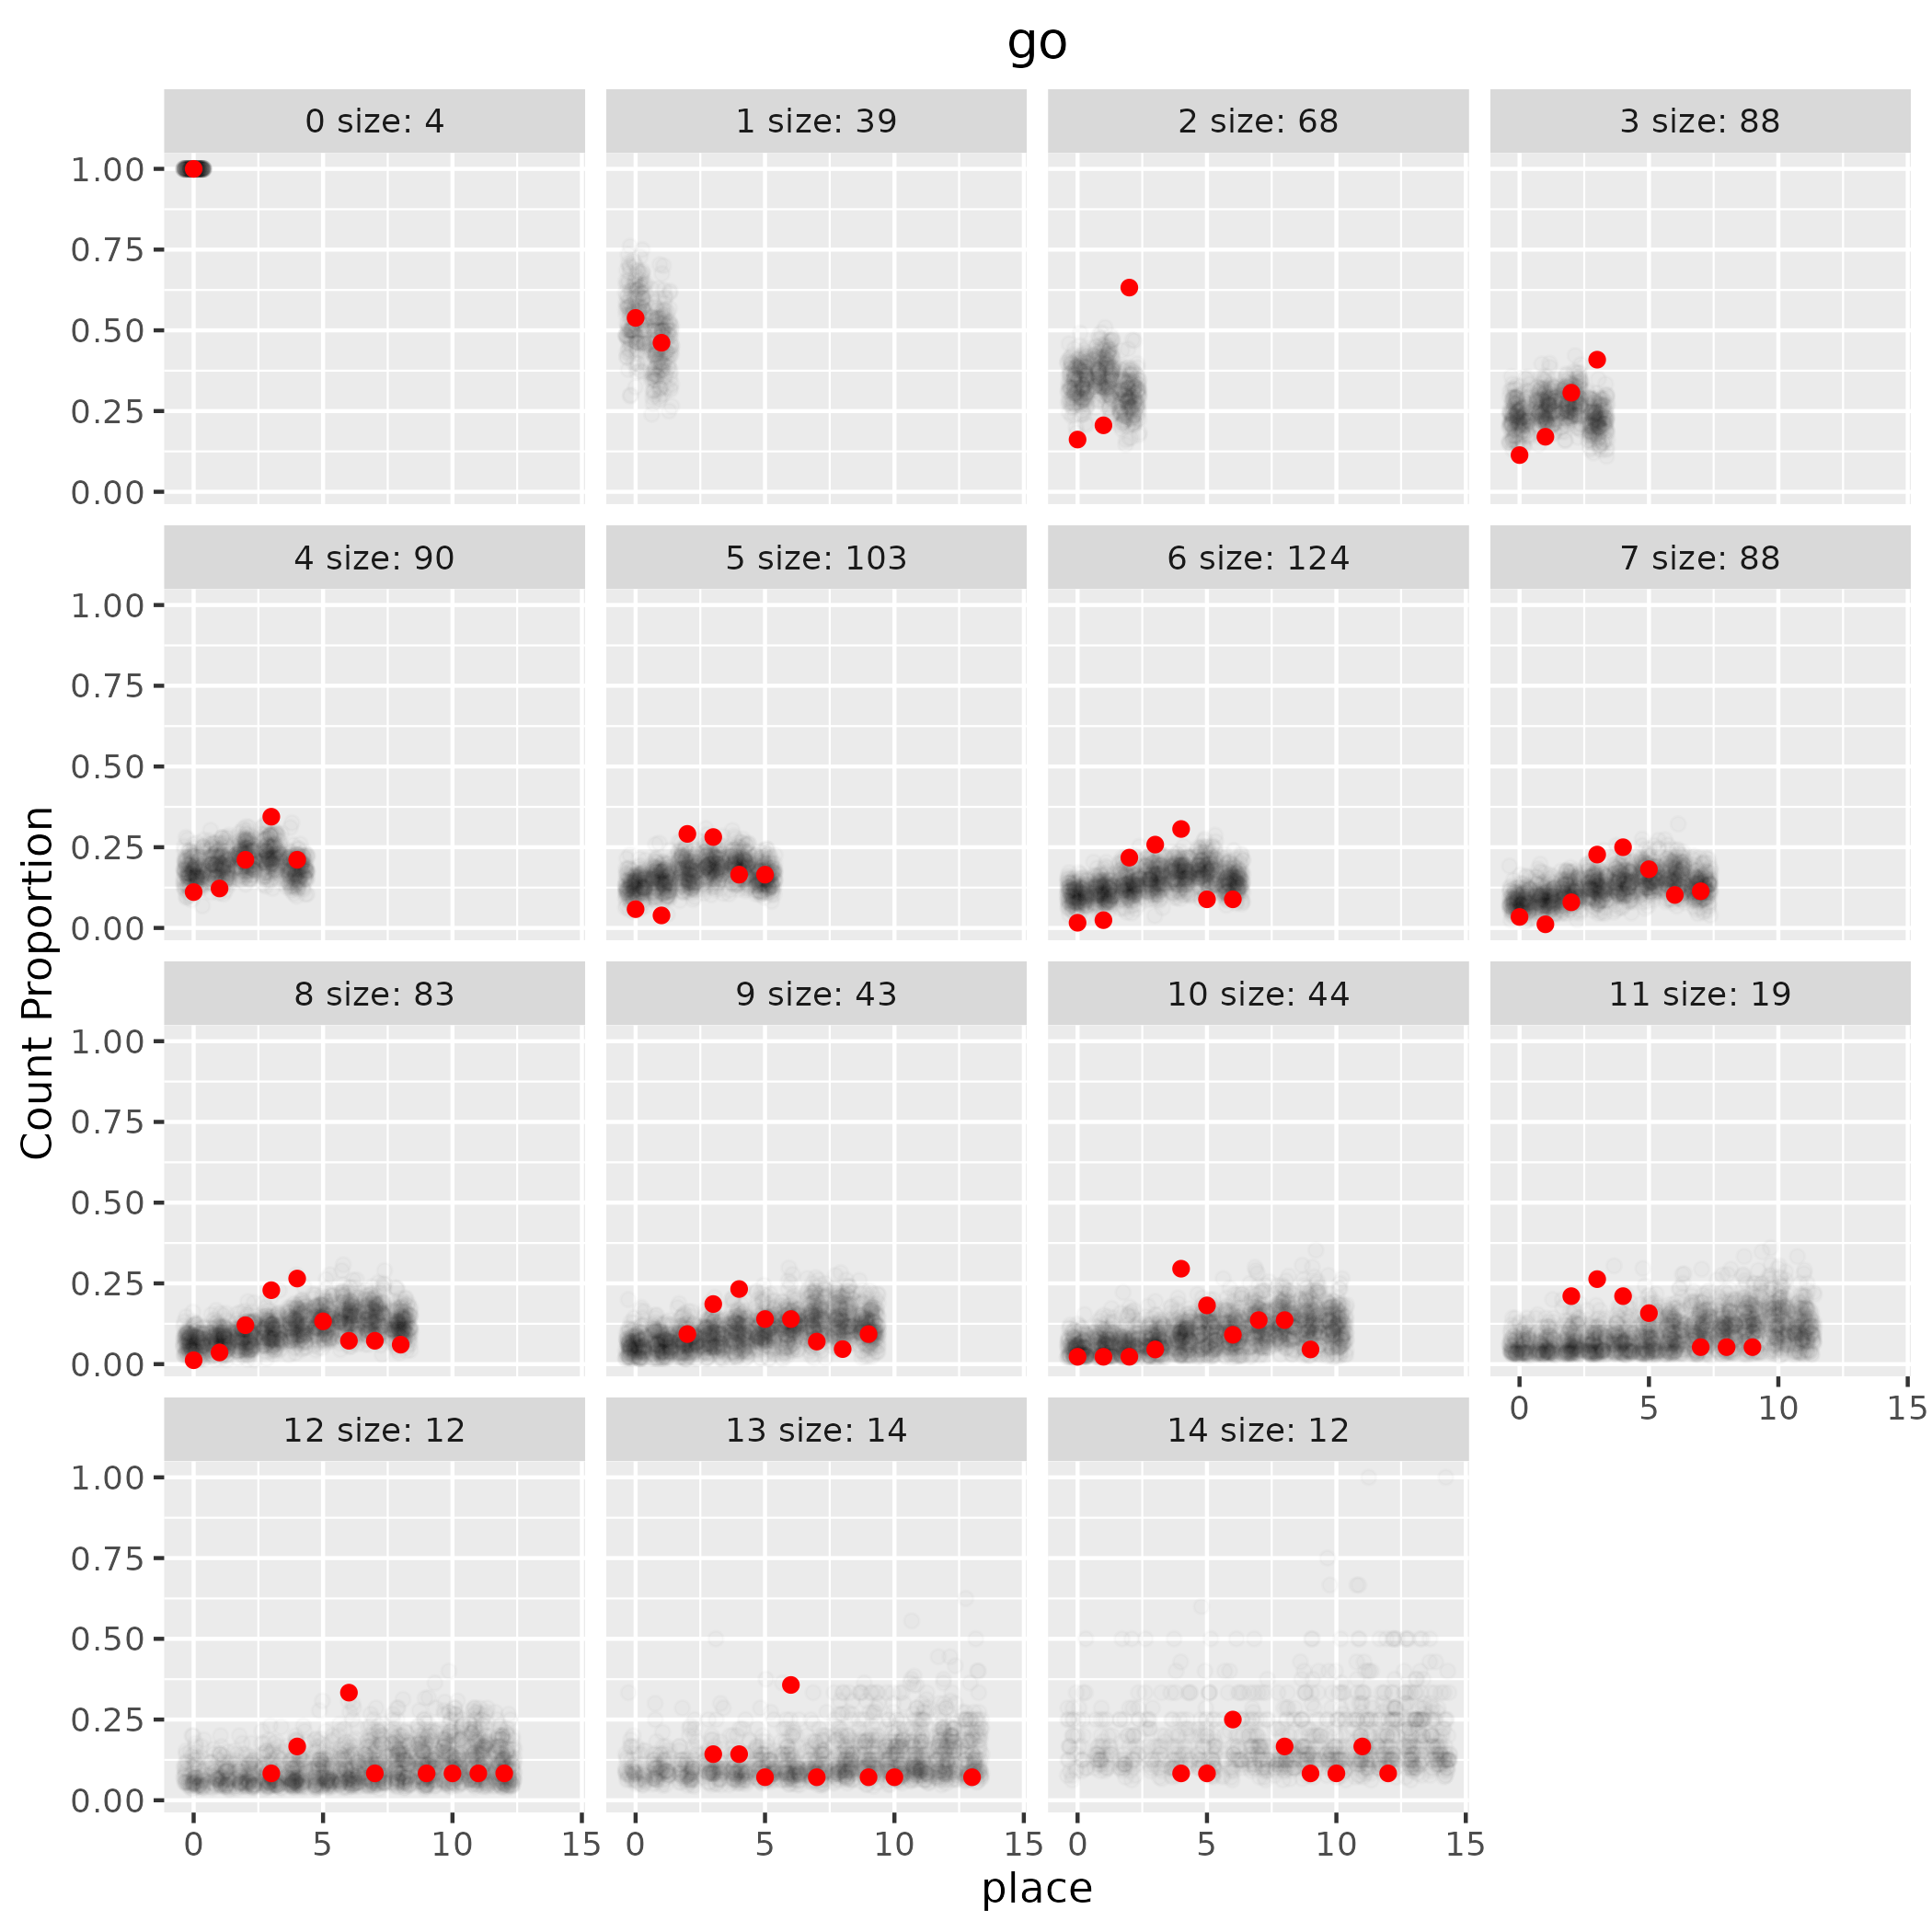 go
0 size: 4
1 size: 39
2 size: 68
3 size: 88
1.00
0.75
0.50
0.25
0.00
4 size: 90
5 size: 103
6 size: 124
7 size: 88
1.00
0.75
0.50
0.25
0.00
Count Proportion
8 size: 83
9 size: 43
10 size: 44
11 size: 19
1.00
0.75
0.50
0.25
0.00
0 5 10 15
12 size: 12
13 size: 14
14 size: 12
1.00
0.75
0.50
0.25
0.00
0 5 10 15
0 5 10 15
0 5 10 15
place